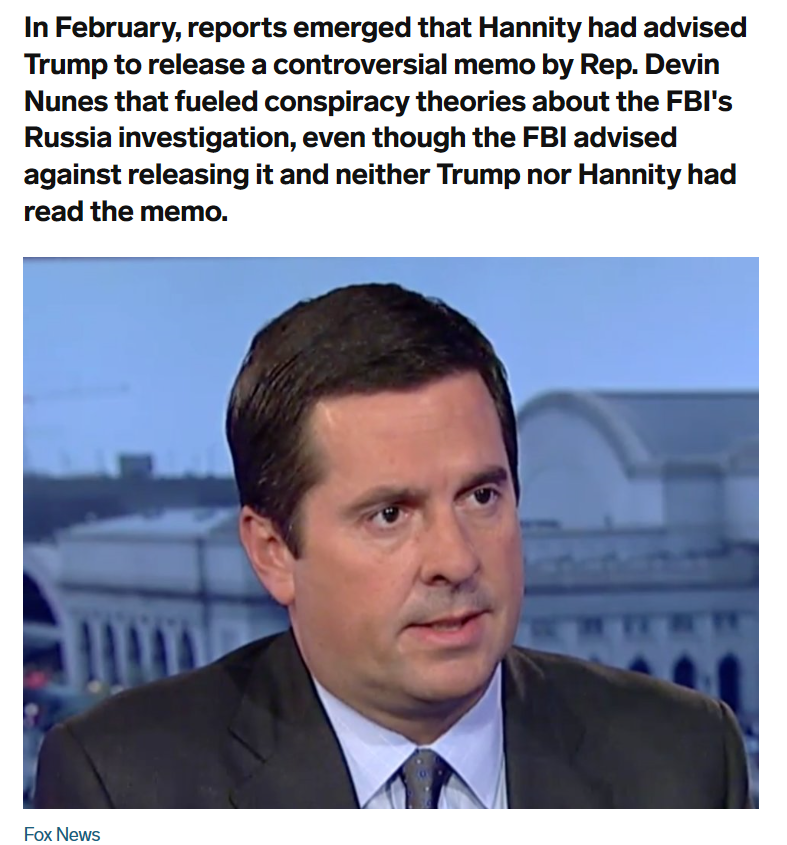 In February, reports emerged that Hannity had advised
Trump to release a controversial memo by Rep. Devin
Nunes that fueled conspiracy theories about the FBI's
Russia investigation, even though the FBI advised
against releasing it and neither Trump nor Hannity had
read the memo.
Fox News